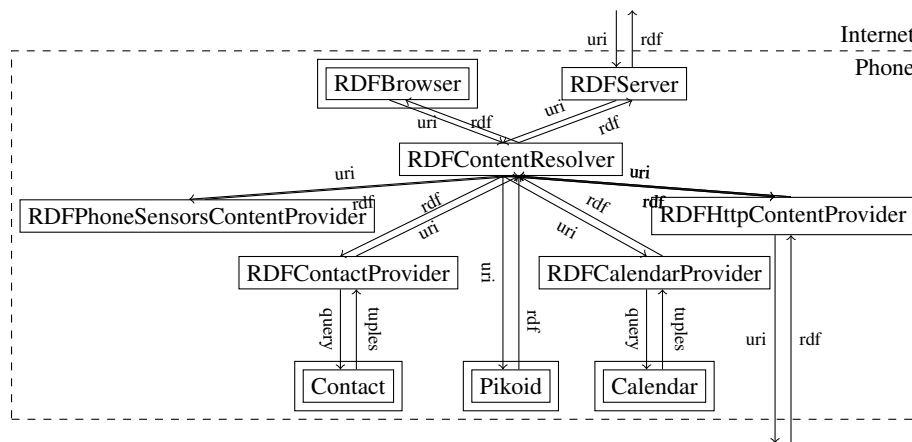 Internet
uri rdf
Phone
RDFBrowser
RDFServer
uri rdf
uri rdf
RDFContentResolver
uri
rdf
uri
rdf
RDFPhoneSensorsContentProvider
RDFHttpContentProvider
rdf
uri
rdf
uri
RDFContactProvider
RDFCalendarProvider
uri
rdf
query
tuples
query
tuples
uri
rdf
Contact
Pikoid
Calendar